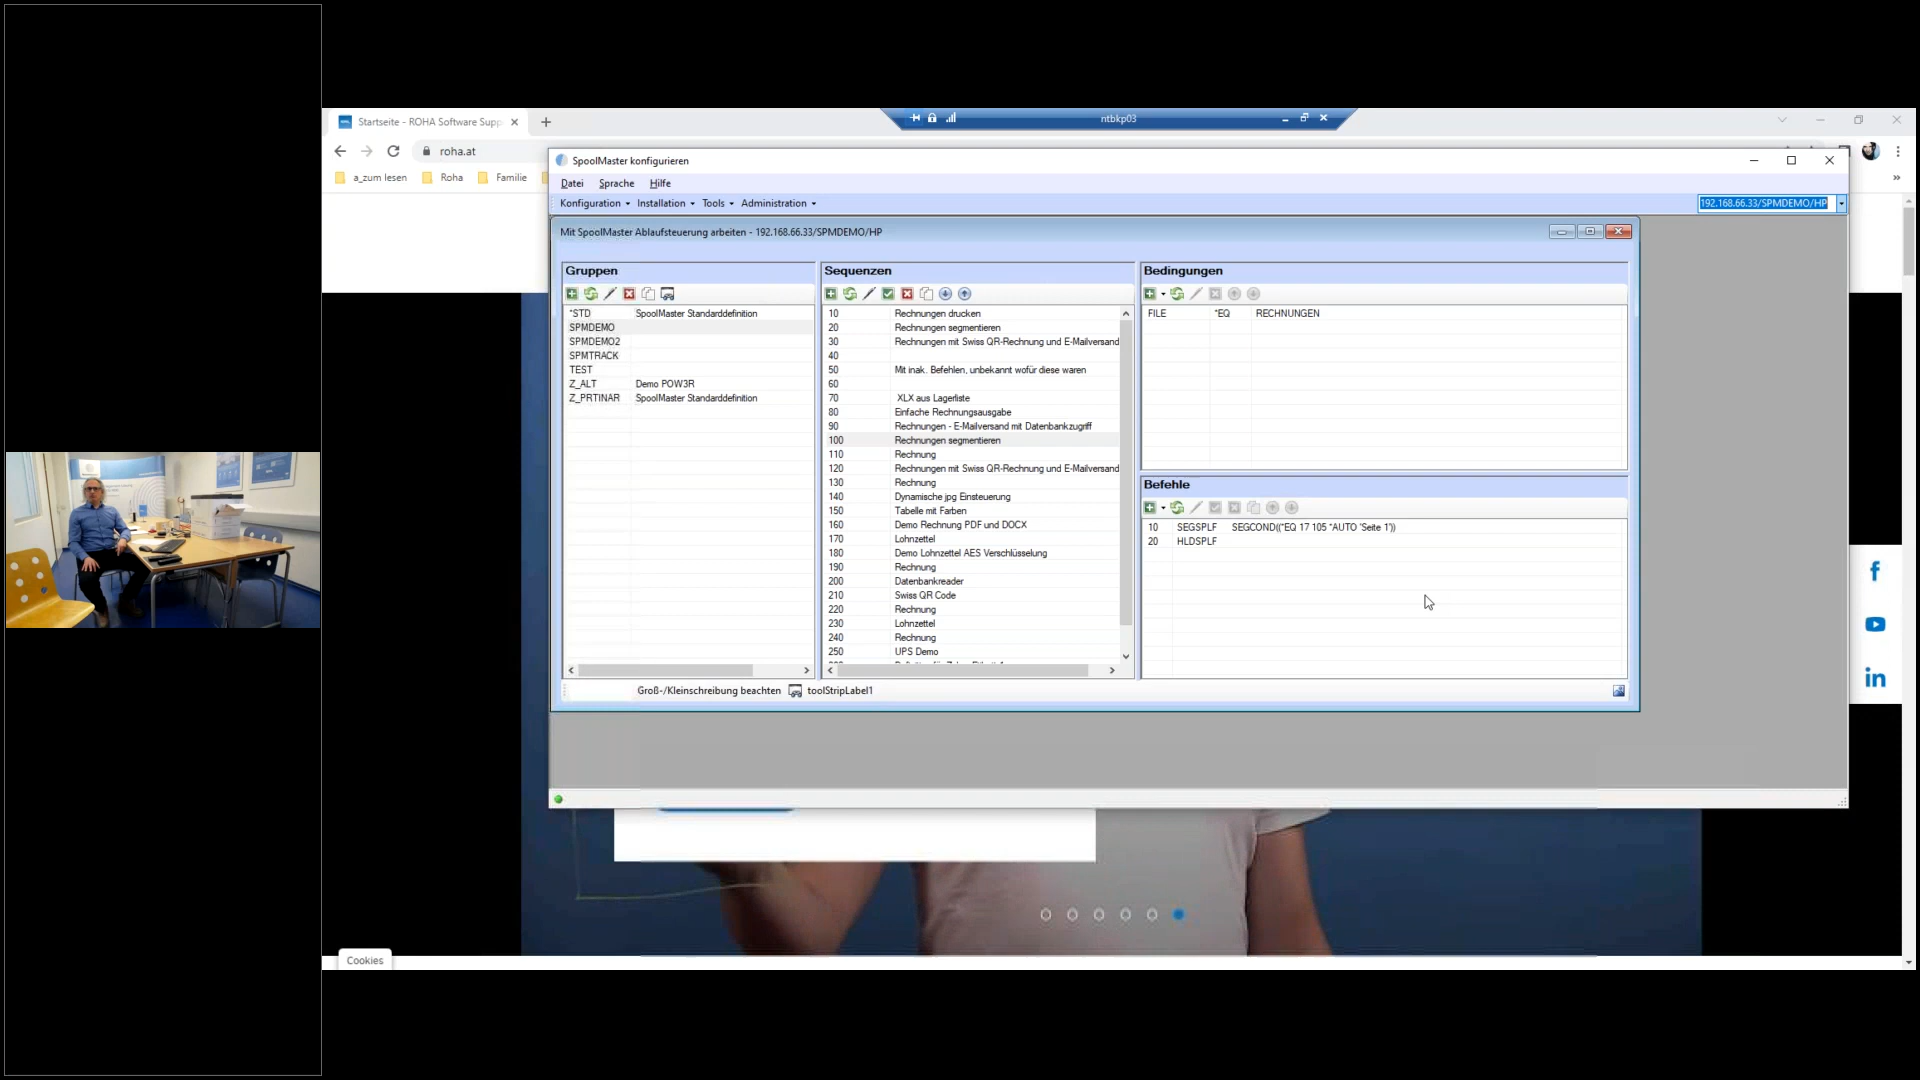 Startseite - ROHA Software Supp
ntbkp03
roha.at
a_zum lesen
Roha
Familie
SpoolMaster konfigurieren
Datei Sprache Hilfe
Konfiguration Installation Tools Administration
192.168.66.33/SPMDEMO/HP
Mit SpoolMaster Ablaufsteuerung arbeiten - 192.168.66.33/SPMDEMO/HP
Gruppen
*STD SpoolMaster Standarddefinition
SPMDEMO
SPMDEMO2
SPMTRACK
TEST
Z_ALT Demo POW3R
Z_PRTINAR SpoolMaster Standarddefinition
Sequenzen
10 Rechnungen drucken
20 Rechnungen segmentieren
30 Rechnungen mit Swiss QR-Rechnung und E-Mailversand
40
50 Mit inak. Befehlen, unbekannt wofür diese waren
60
70 XLX aus Lagerliste
80 Einfache Rechnungsausgabe
90 Rechnungen - E-Mailversand mit Datenbankzugriff
100 Rechnungen segmentieren
110 Rechnung
120 Rechnungen mit Swiss QR-Rechnung und E-Mailversand
130 Rechnung
140 Dynamische jpg Einsteuerung
150 Tabelle mit Farben
160 Demo Rechnung PDF und DOCX
170 Lohnzettel
180 Demo Lohnzettel AES Verschlüsselung
190 Rechnung
200 Datenbankreader
210 Swiss QR Code
220 Rechnung
230 Lohnzettel
240 Rechnung
250 UPS Demo
Bedingungen
FILE *EQ RECHNUNGEN
Befehle
10 SEGSPLF SEGCOND((*EQ 17 105 *AUTO 'Seite 1'))
20 HLDSPLF
Groß-/Kleinschreibung beachten toolStripLabel1
Cookies